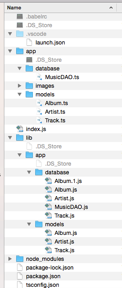 Name
.babelrc
.DS_Store
.vscode
launch.json
app
.DS_Store
database
MusicDAO.ts
images
models
Album.ts
Artist.ts
Track.ts
index.js
lib
.DS_Store
app
.DS_Store
database
Album.1.js
Album.js
Artist.js
MusicDAO.js
Track.js
models
Album.js
Artist.js
Track.js
node_modules
package-lock.json
package.json
tsconfig.json